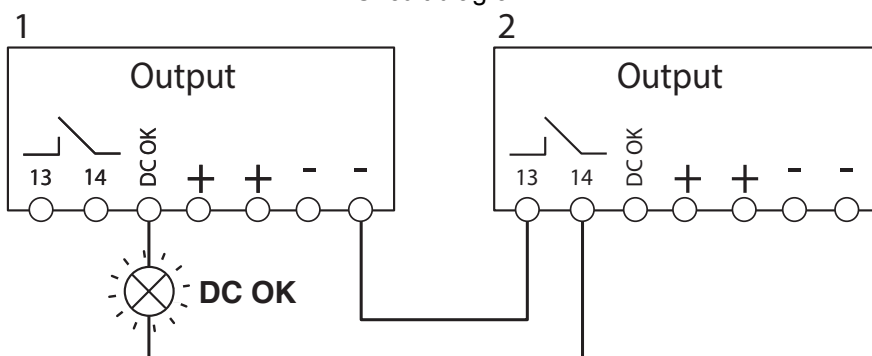 1
2
Output
Output
13 14 DC OK + + - -
13 14 DC OK + + - -
DC OK